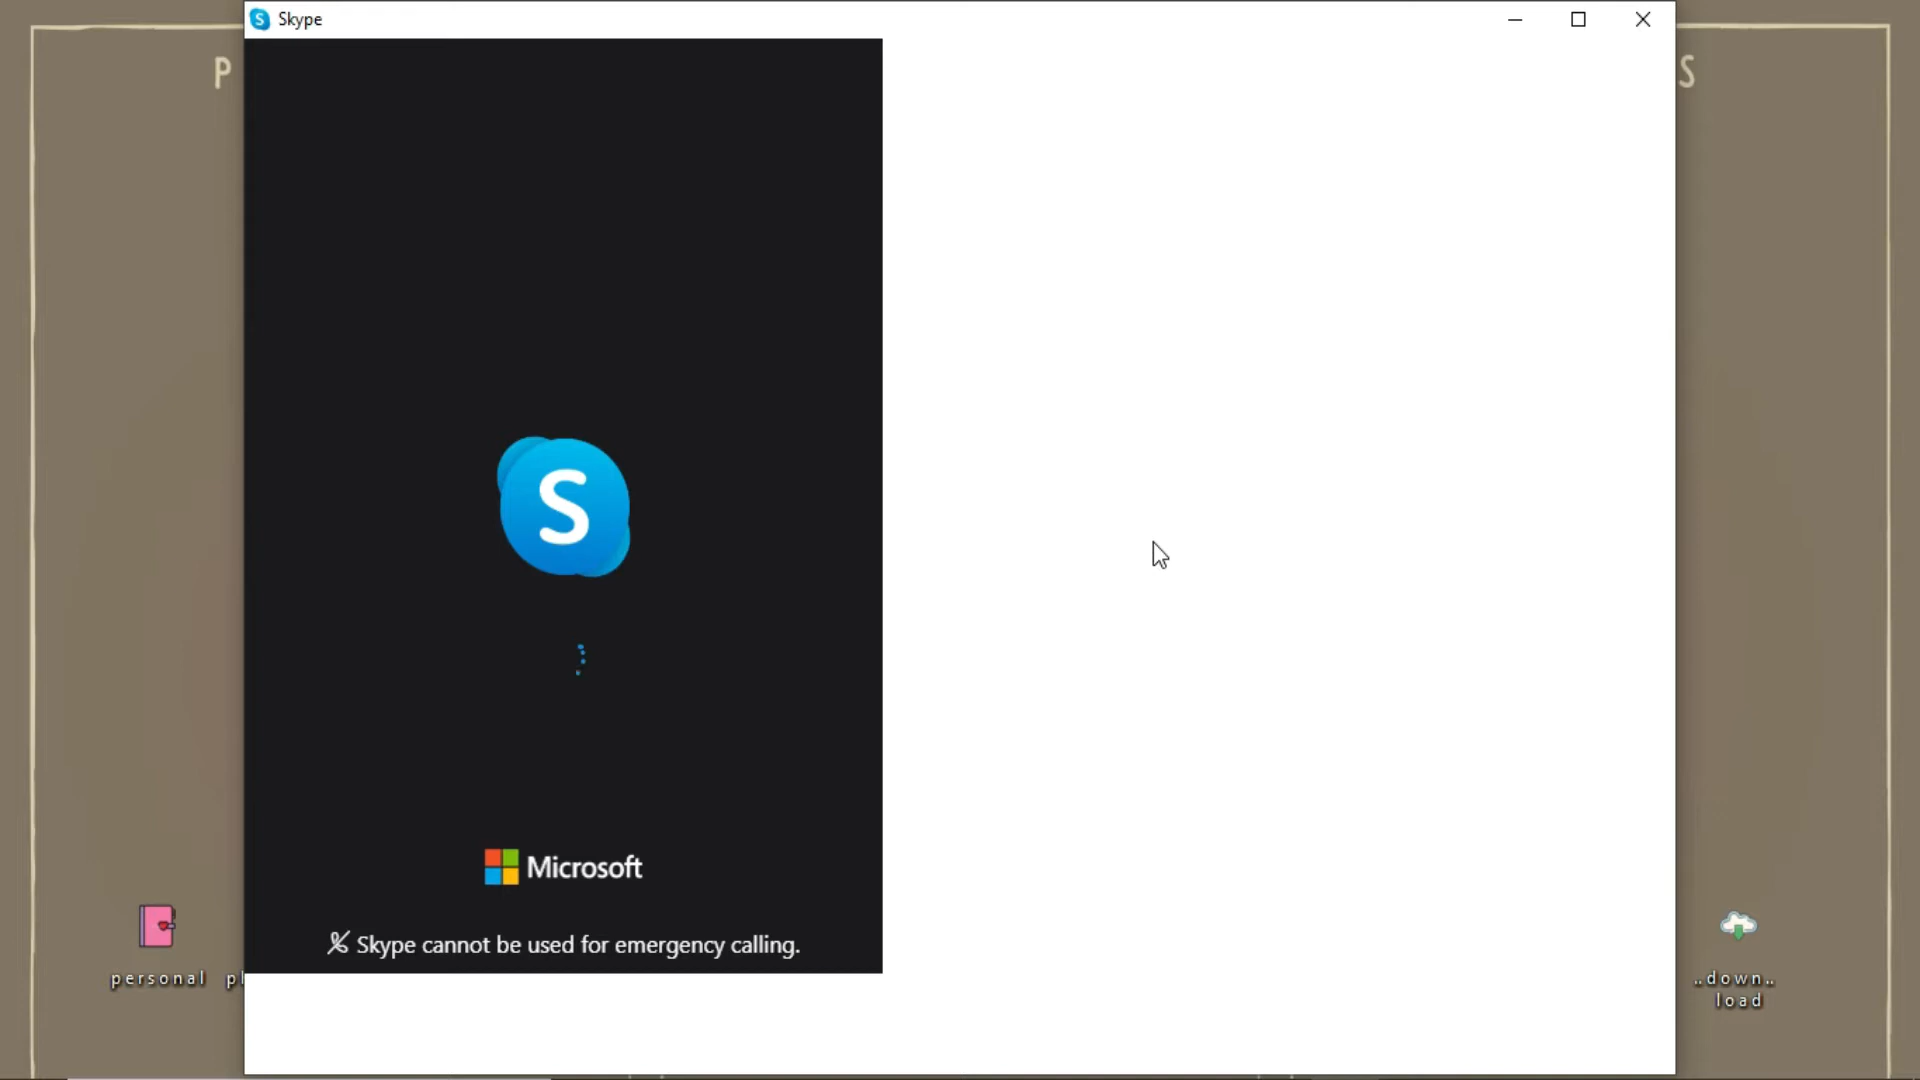 Skype
P
S
S
Microsoft
Skype cannot be used for emergency calling.
personal
..down..
load